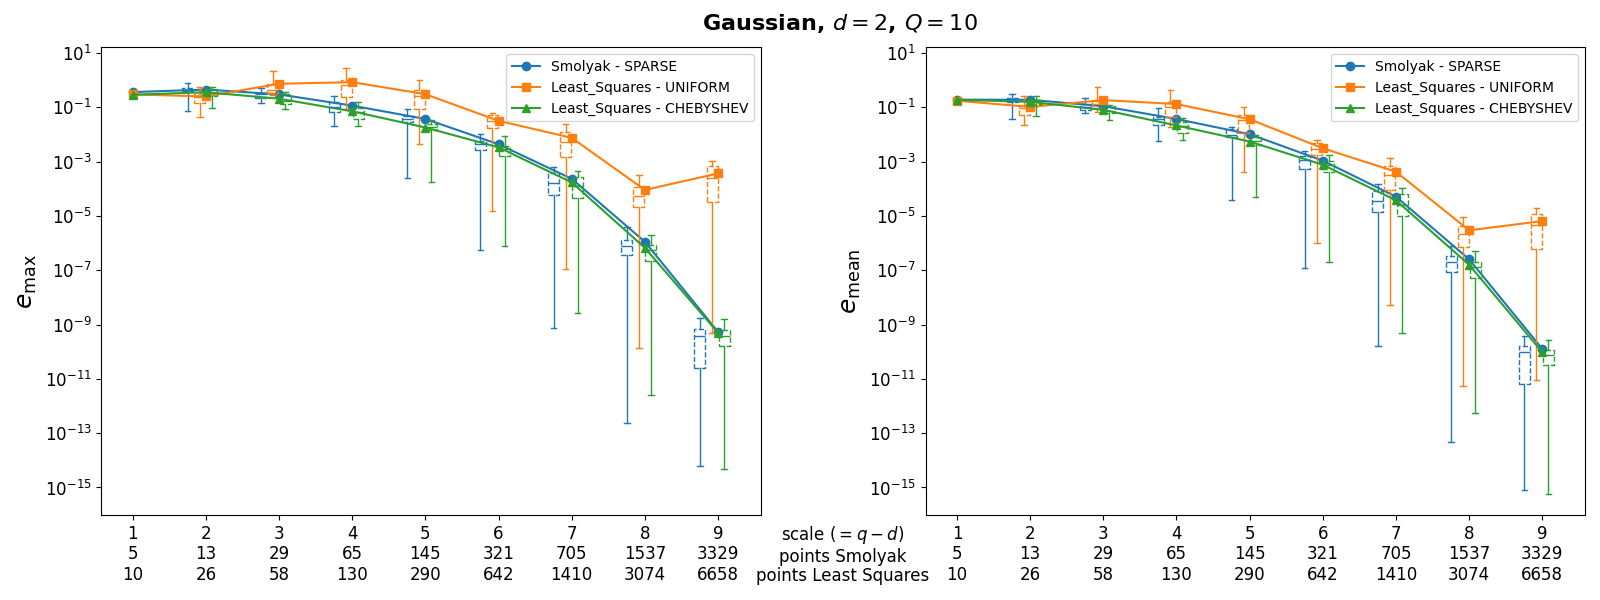 Gaussian, d = 2, Q = 10
10¹
10⁻¹
10⁻³
10⁻⁵
10⁻⁷
10⁻⁹
10⁻¹¹
10⁻¹³
10⁻¹⁵
e_max
Smolyak - SPARSE
Least_Squares - UNIFORM
Least_Squares - CHEBYSHEV
10¹
10⁻¹
10⁻³
10⁻⁵
10⁻⁷
10⁻⁹
10⁻¹¹
10⁻¹³
10⁻¹⁵
e_mean
Smolyak - SPARSE
Least_Squares - UNIFORM
Least_Squares - CHEBYSHEV
1 2 3 4 5 6 7 8 9 scale (= q − d) 1 2 3 4 5 6 7 8 9
5 13 29 65 145 321 705 1537 3329 points Smolyak 5 13 29 65 145 321 705 1537 3329
10 26 58 130 290 642 1410 3074 6658 points Least Squares 10 26 58 130 290 642 1410 3074 6658